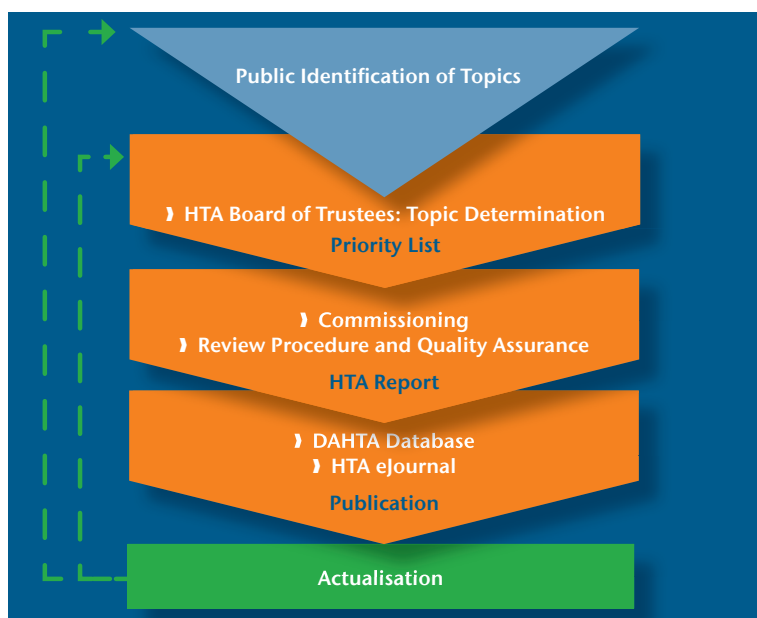 Public Identification of Topics
❫ HTA Board of Trustees: Topic Determination
Priority List
❫ Commissioning
❫ Review Procedure and Quality Assurance
HTA Report
❫ DAHTA Database
❫ HTA eJournal
Publication
Actualisation